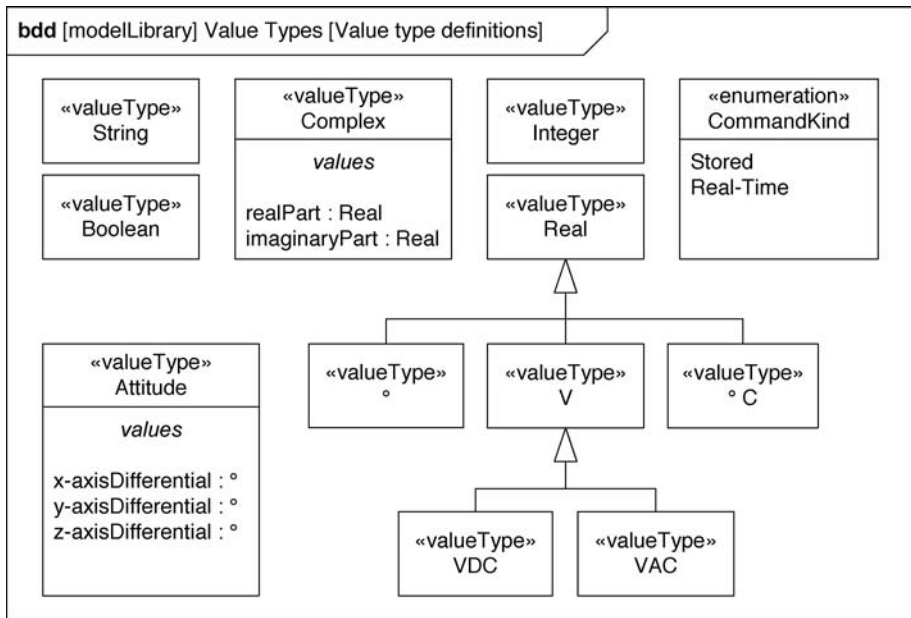 bdd [modelLibrary] Value Types [Value type definitions]
«valueType»
String
«valueType»
Complex
values
realPart : Real
imaginaryPart : Real
«valueType»
Integer
«enumeration»
CommandKind
Stored
Real-Time
«valueType»
Boolean
«valueType»
Real
«valueType»
Attitude
values
x-axisDifferential : °
y-axisDifferential : °
z-axisDifferential : °
«valueType»
°
«valueType»
V
«valueType»
° C
«valueType»
VDC
«valueType»
VAC